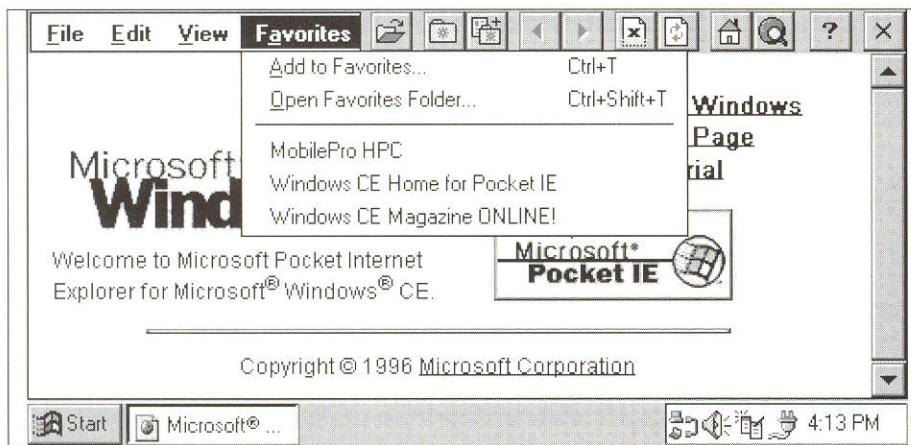 File Edit View Favorites ?
Add to Favorites... Ctrl+T
Open Favorites Folder... Ctrl+Shift+T
MobilePro HPC
Windows CE Home for Pocket IE
Windows CE Magazine ONLINE!
Windows
Page
rial
Microsoft
Wind
Welcome to Microsoft Pocket Internet
Explorer for Microsoft® Windows® CE.
Microsoft®
Pocket IE
Copyright © 1996 Microsoft Corporation
Start Microsoft® ... 4:13 PM